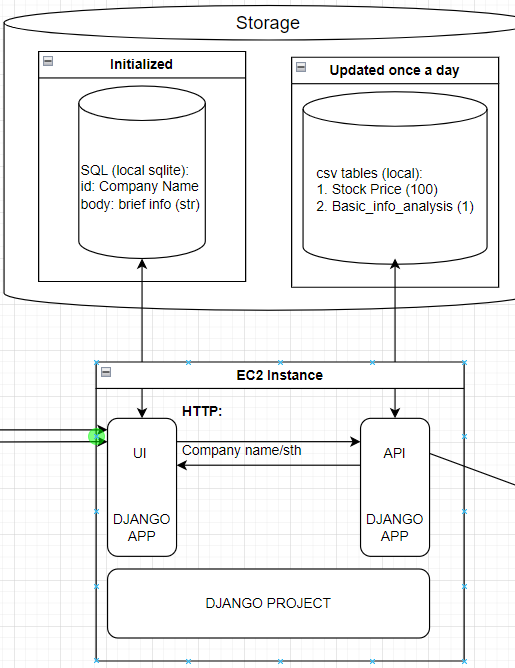 Storage
Initialized
Updated once a day
SQL (local sqlite):
id: Company Name
body: brief info (str)
csv tables (local):
1. Stock Price (100)
2. Basic_info_analysis (1)
EC2 Instance
HTTP:
Company name/sth
UI
API
DJANGO
APP
DJANGO
APP
DJANGO PROJECT